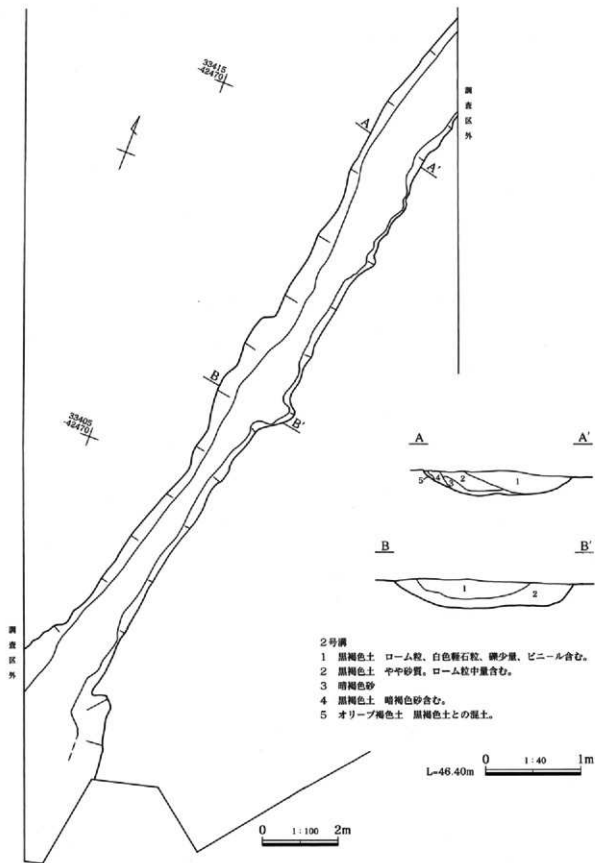 33415
-42470
調査区外
A
A'
B
B'
33405
-42470
A A'
5 4 3 2 1
B B'
1 2
調査区外
2号溝
1 黒褐色土 ローム粒、白色軽石粒、礫少量、ビニール含む。
2 黒褐色土 やや砂質。ローム粒中量含む。
3 暗褐色砂
4 黒褐色土 暗褐色砂含む。
5 オリーブ褐色土 黒褐色土との混土。
L=46.40m
0 1:40 1m
0 1:100 2m